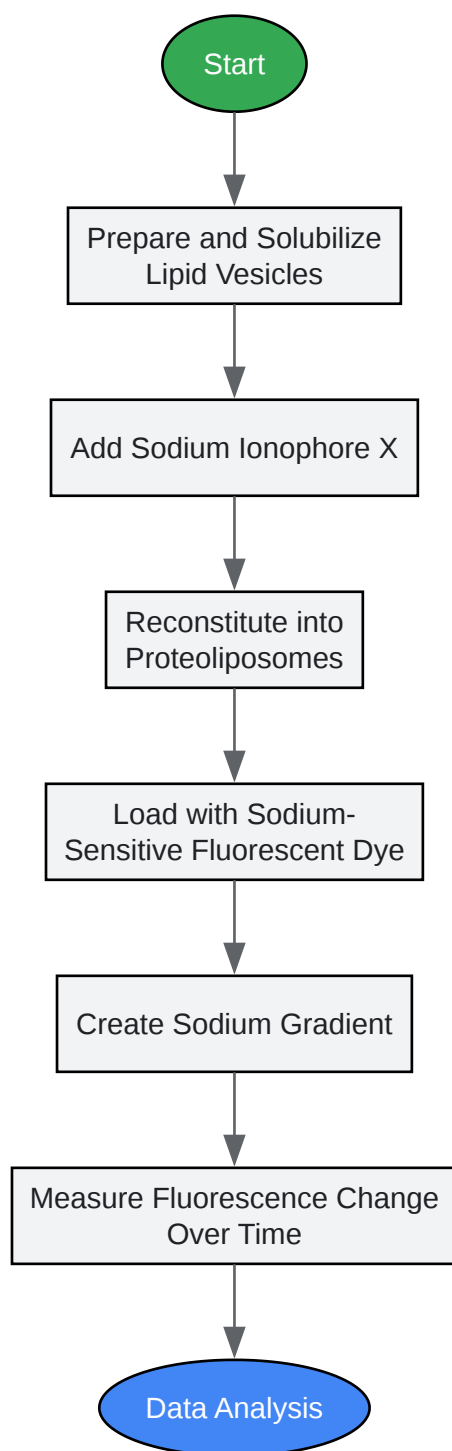 Start
Prepare and Solubilize
Lipid Vesicles
Add Sodium Ionophore X
Reconstitute into
Proteoliposomes
Load with Sodium-
Sensitive Fluorescent Dye
Create Sodium Gradient
Measure Fluorescence Change
Over Time
Data Analysis